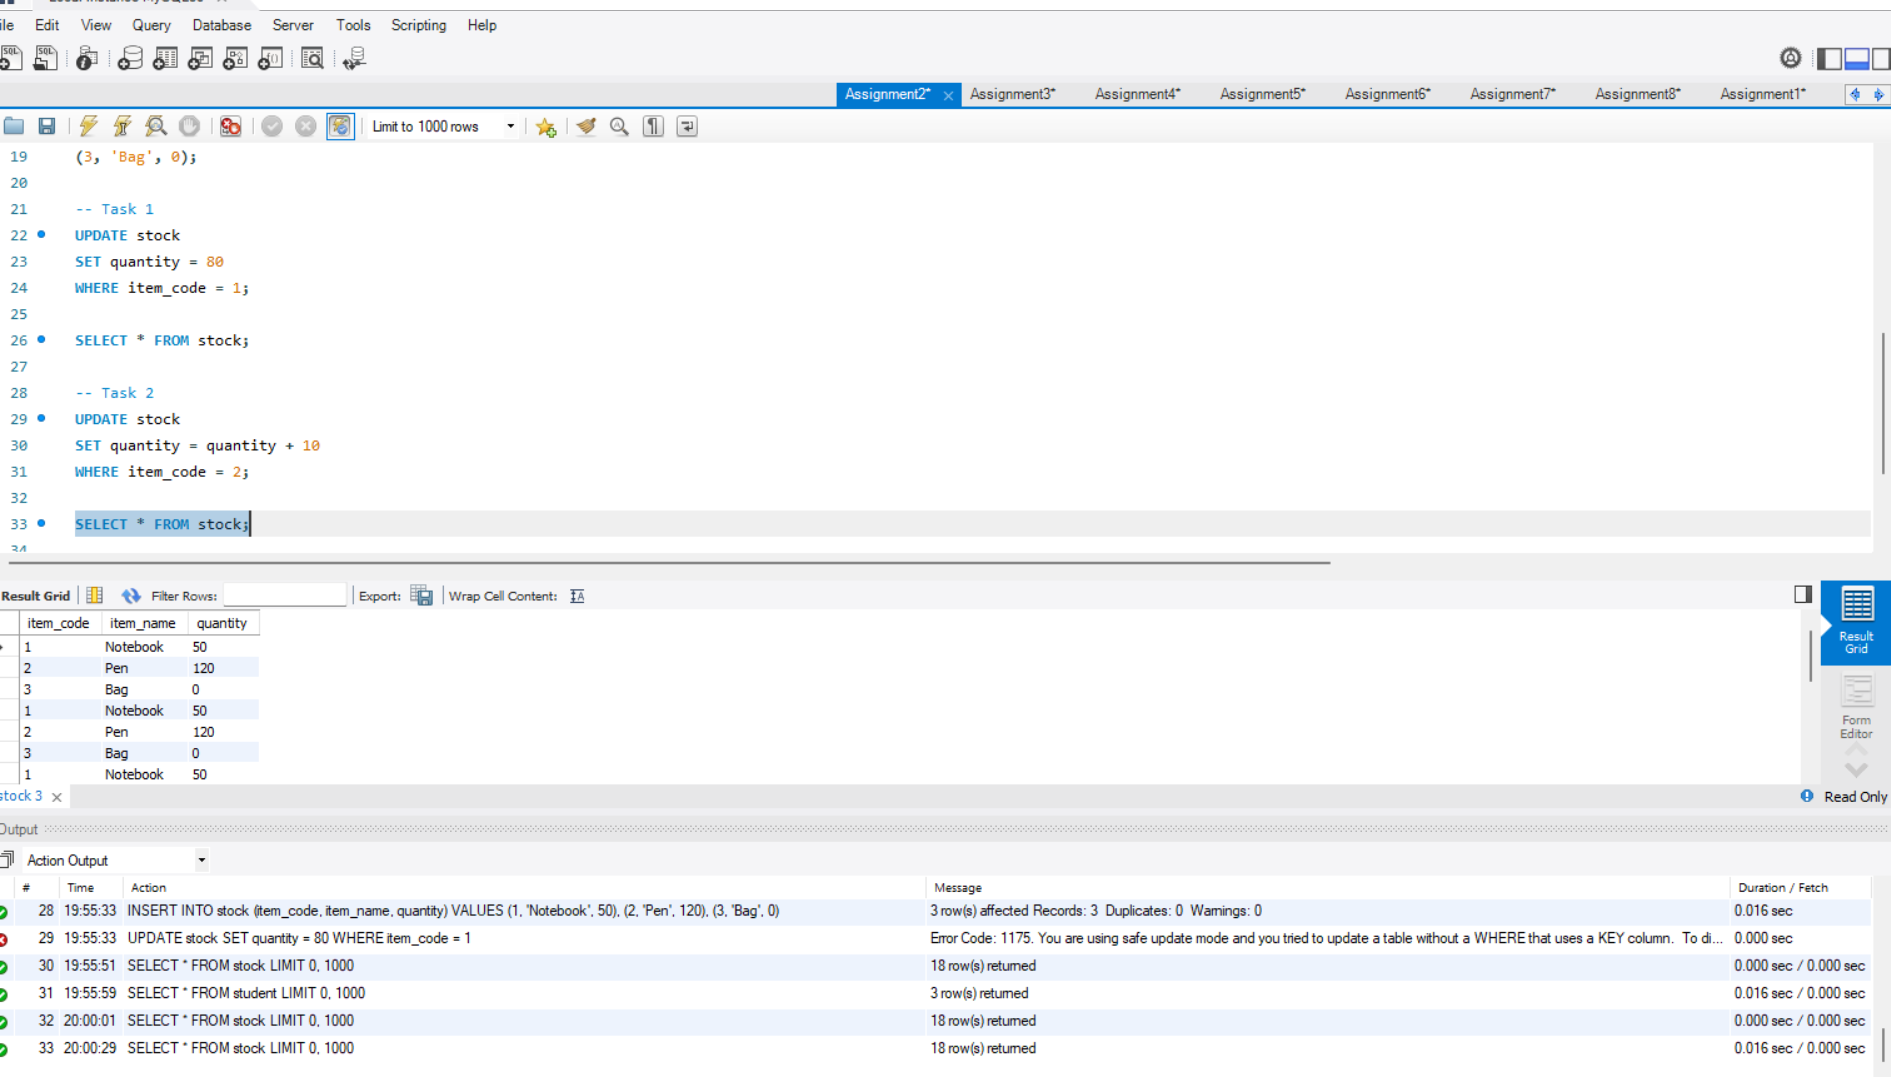 File Edit View Query Database Server Tools Scripting Help
Assignment2* Assignment3* Assignment4* Assignment5* Assignment6* Assignment7* Assignment8* Assignment1*
Limit to 1000 rows
19 (3, 'Bag', 0);
20
21 -- Task 1
22 UPDATE stock
23 SET quantity = 80
24 WHERE item_code = 1;
25
26 SELECT * FROM stock;
27
28 -- Task 2
29 UPDATE stock
30 SET quantity = quantity + 10
31 WHERE item_code = 2;
32
33 SELECT * FROM stock;
34
Result Grid Filter Rows: Export: Wrap Cell Content:
item_code item_name quantity
1 Notebook 50
2 Pen 120
3 Bag 0
1 Notebook 50
2 Pen 120
3 Bag 0
1 Notebook 50
Result
Grid
Form
Editor
stock 3
Read Only
Output
Action Output
# Time Action Message Duration / Fetch
28 19:55:33 INSERT INTO stock (item_code, item_name, quantity) VALUES (1, 'Notebook', 50), (2, 'Pen', 120), (3, 'Bag', 0) 3 row(s) affected Records: 3 Duplicates: 0 Warnings: 0 0.016 sec
29 19:55:33 UPDATE stock SET quantity = 80 WHERE item_code = 1 Error Code: 1175. You are using safe update mode and you tried to update a table without a WHERE that uses a KEY column. To di... 0.000 sec
30 19:55:51 SELECT * FROM stock LIMIT 0, 1000 18 row(s) returned 0.000 sec / 0.000 sec
31 19:55:59 SELECT * FROM student LIMIT 0, 1000 3 row(s) returned 0.016 sec / 0.000 sec
32 20:00:01 SELECT * FROM stock LIMIT 0, 1000 18 row(s) returned 0.000 sec / 0.000 sec
33 20:00:29 SELECT * FROM stock LIMIT 0, 1000 18 row(s) returned 0.016 sec / 0.000 sec